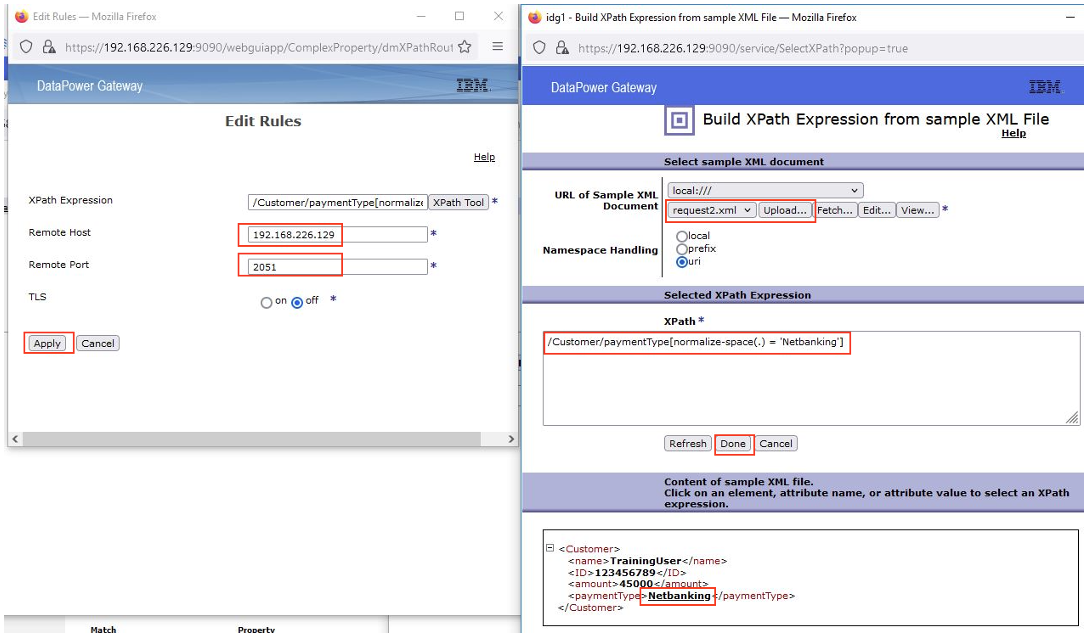 Edit Rules — Mozilla Firefox
https://192.168.226.129:9090/webguiapp/ComplexProperty/dmXPathRout
DataPower Gateway
IBM
Edit Rules
Help
XPath Expression
/Customer/paymentType[normalize
XPath Tool *
Remote Host
192.168.226.129 *
Remote Port
2051 *
TLS
on off *
Apply Cancel
Match Property
idg1 - Build XPath Expression from sample XML File — Mozilla Firefox
https://192.168.226.129:9090/service/SelectXPath?popup=true
DataPower Gateway
IBM
Build XPath Expression from sample XML File
Help
Select sample XML document
URL of Sample XML
Document
local:///
request2.xml Upload... Fetch... Edit... View... *
Namespace Handling
local
prefix
uri
Selected XPath Expression
XPath *
/Customer/paymentType[normalize-space(.) = 'Netbanking']
Refresh Done Cancel
Content of sample XML file.
Click on an element, attribute name, or attribute value to select an XPath
expression.
<Customer>
<name>TrainingUser</name>
<ID>123456789</ID>
<amount>45000</amount>
<paymentType>Netbanking</paymentType>
</Customer>